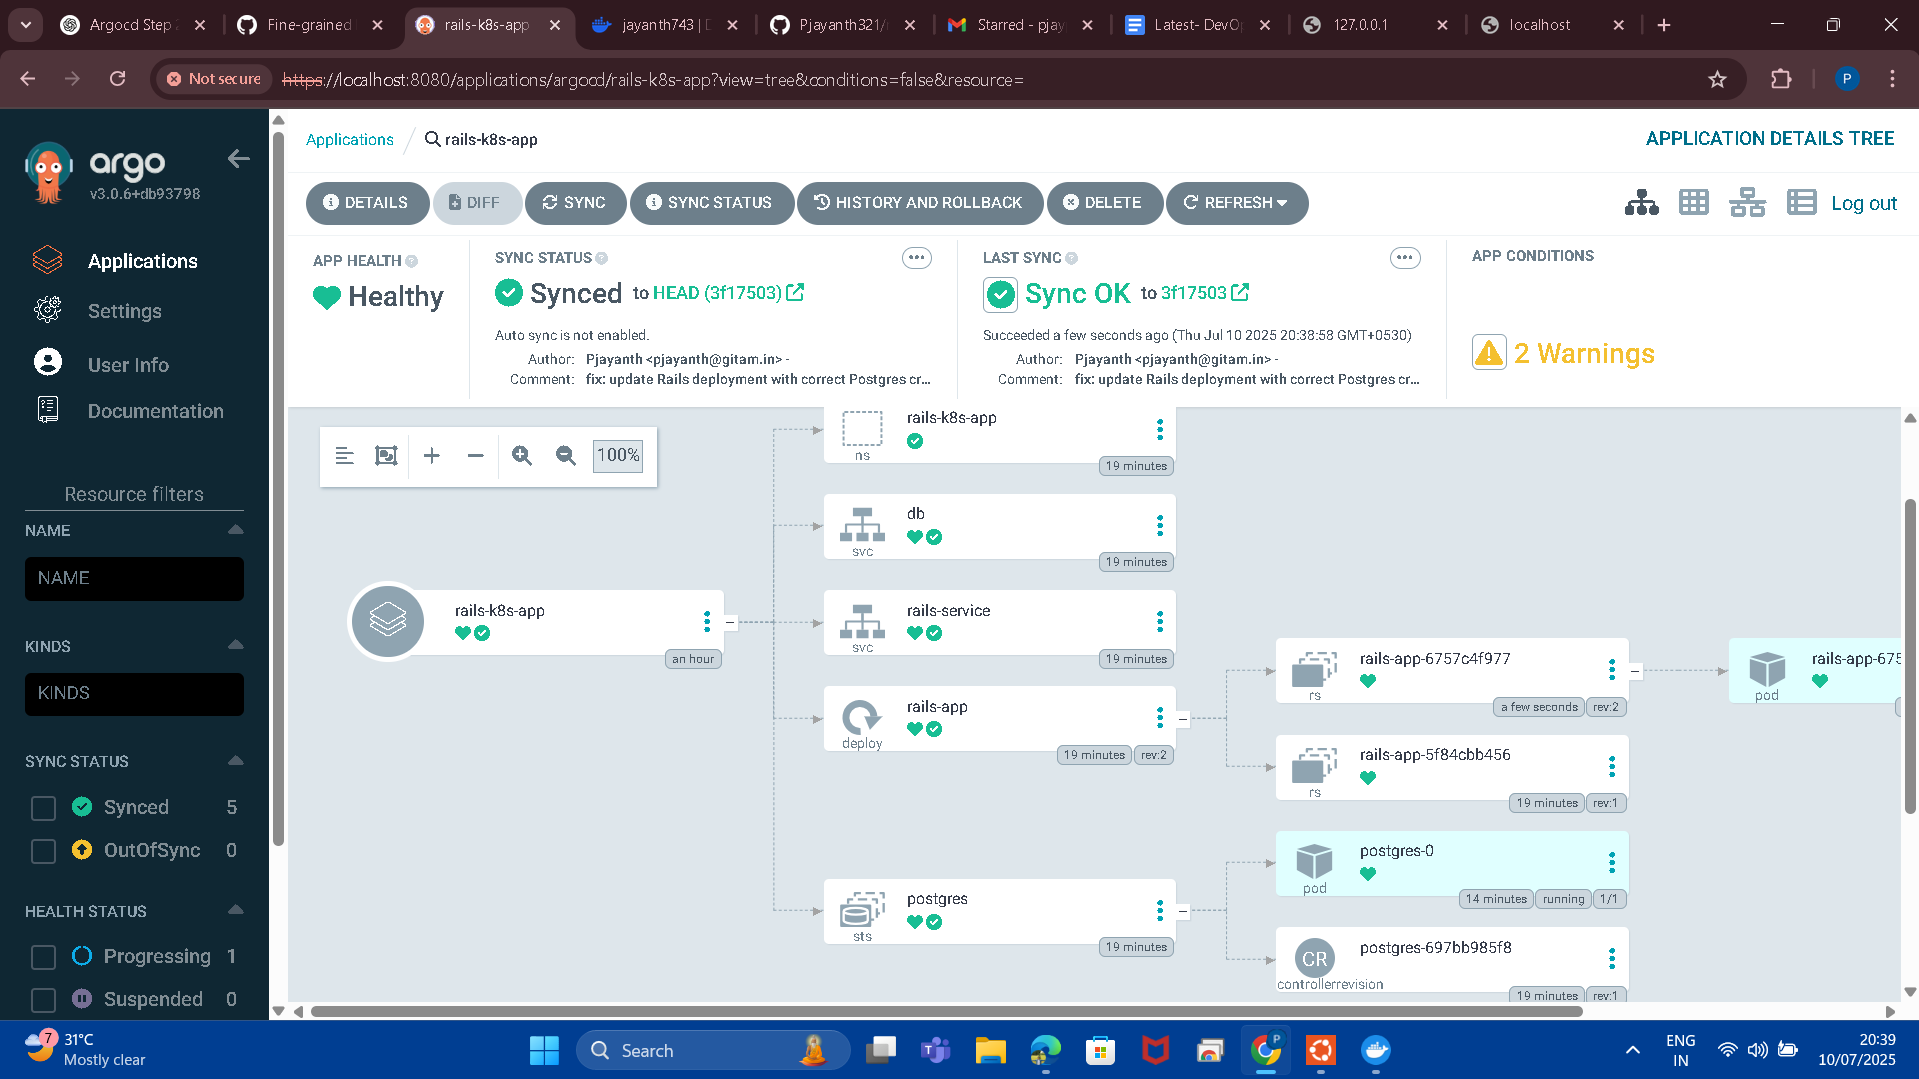 Argocd Step
Fine-grained
rails-k8s-app
jayanth743 | D
Pjayanth321/
Starred - pjay
Latest- DevO
127.0.0.1
localhost
Not secure
https://localhost:8080/applications/argocd/rails-k8s-app?view=tree&conditions=false&resource=
P
argo
v3.0.6+db93798
Applications
Settings
User Info
Documentation
Resource filters
NAME
NAME
KINDS
KINDS
SYNC STATUS
Synced 5
OutOfSync 0
HEALTH STATUS
Progressing 1
Suspended 0
Applications / rails-k8s-app
APPLICATION DETAILS TREE
DETAILS
DIFF
SYNC
SYNC STATUS
HISTORY AND ROLLBACK
DELETE
REFRESH
Log out
APP HEALTH
Healthy
SYNC STATUS
Synced to HEAD (3f17503)
Auto sync is not enabled.
Author: Pjayanth <pjayanth@gitam.in> -
Comment: fix: update Rails deployment with correct Postgres cr...
LAST SYNC
Sync OK to 3f17503
Succeeded a few seconds ago (Thu Jul 10 2025 20:38:58 GMT+0530)
Author: Pjayanth <pjayanth@gitam.in> -
Comment: fix: update Rails deployment with correct Postgres cr...
APP CONDITIONS
2 Warnings
100%
rails-k8s-app
an hour
rails-k8s-app
ns
19 minutes
db
svc
19 minutes
rails-service
svc
19 minutes
rails-app
deploy
19 minutes rev:2
postgres
sts
19 minutes
rails-app-6757c4f977
rs
a few seconds rev:2
rails-app-5f84cbb456
rs
19 minutes rev:1
postgres-0
pod
14 minutes running 1/1
CR
postgres-697bb985f8
controllerrevision
19 minutes rev:1
rails-app-675
pod
7
31°C
Mostly clear
Search
P
ENG
IN
20:39
10/07/2025